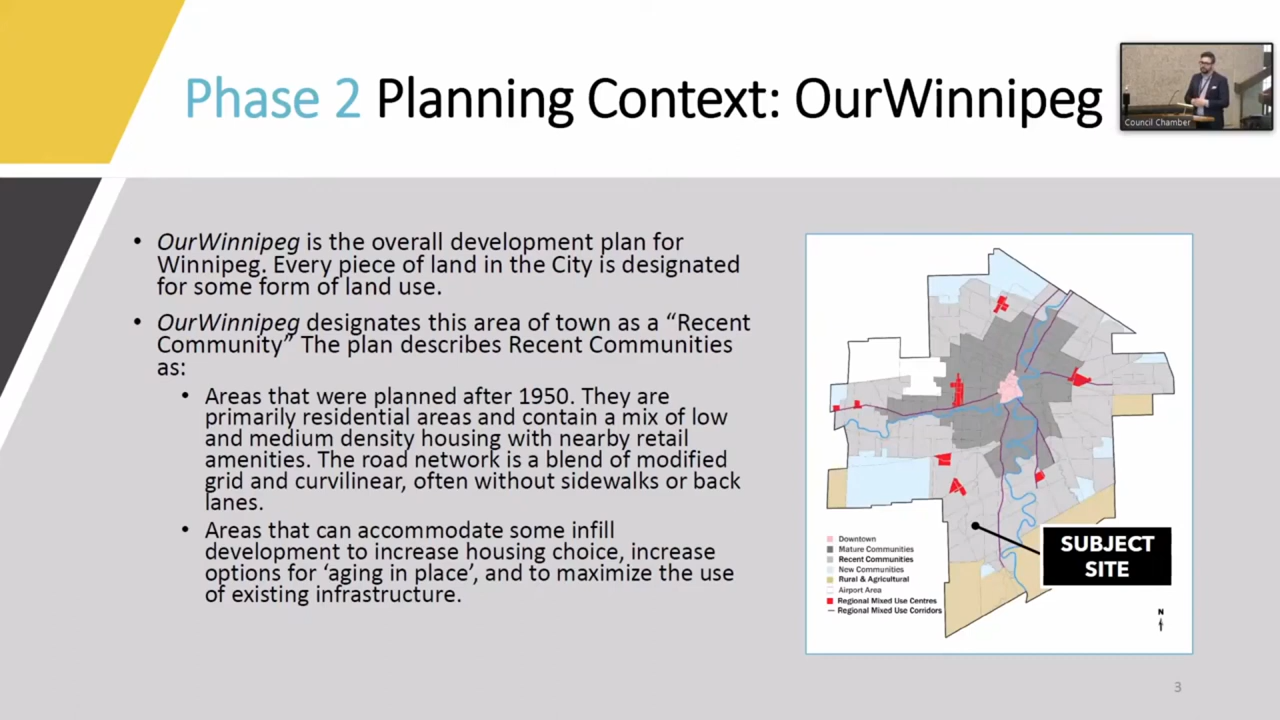 Phase 2 Planning Context: OurWinnipeg
Council Chamber
• OurWinnipeg is the overall development plan for
Winnipeg. Every piece of land in the City is designated
for some form of land use.
• OurWinnipeg designates this area of town as a “Recent
Community” The plan describes Recent Communities
as:
• Areas that were planned after 1950. They are
primarily residential areas and contain a mix of low
and medium density housing with nearby retail
amenities. The road network is a blend of modified
grid and curvilinear, often without sidewalks or back
lanes.
• Areas that can accommodate some infill
development to increase housing choice, increase
options for ‘aging in place’, and to maximize the use
of existing infrastructure.
Downtown
Mature Communities
Recent Communities
New Communities
Rural & Agricultural
Airport Area
Regional Mixed Use Centres
Regional Mixed Use Corridors
SUBJECT
SITE
N
3